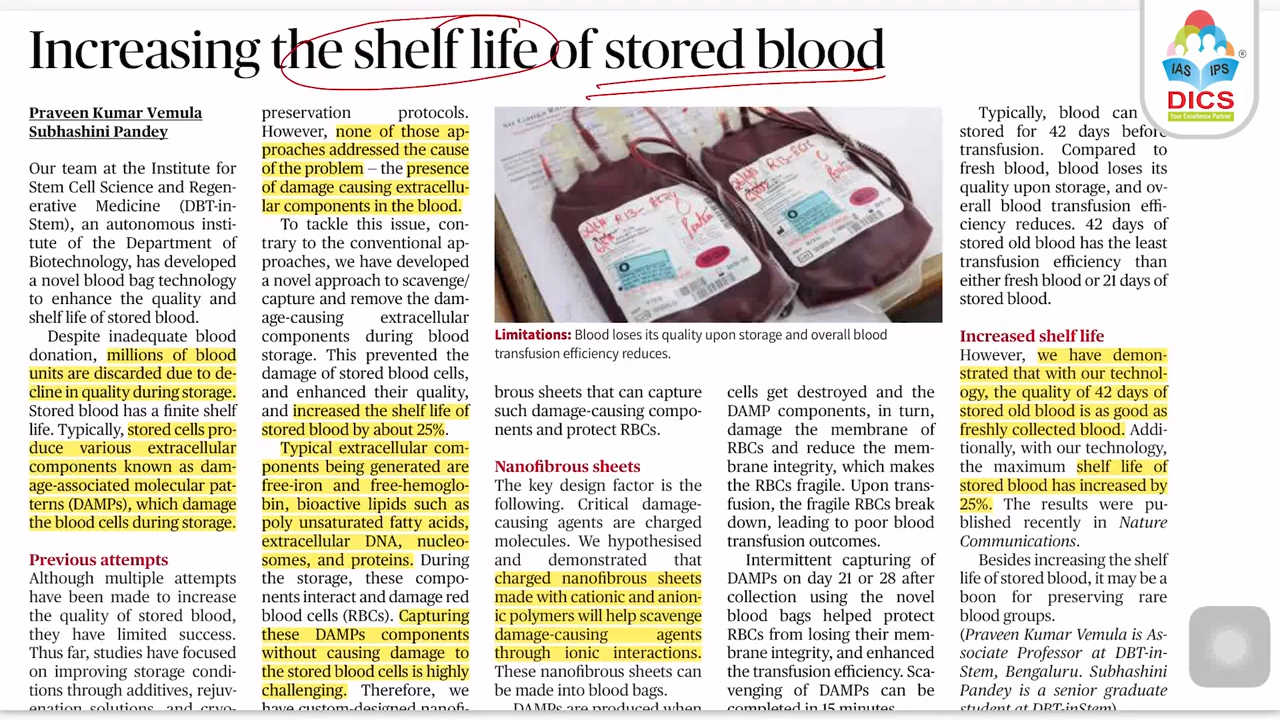 Increasing the shelf life of stored blood
IAS IPS
®
DICS
Your Excellence Partner
Praveen Kumar Vemula
Subhashini Pandey
Our team at the Institute for
Stem Cell Science and Regen-
erative Medicine (DBT-in-
Stem), an autonomous insti-
tute of the Department of
Biotechnology, has developed
a novel blood bag technology
to enhance the quality and
shelf life of stored blood.
Despite inadequate blood
donation, millions of blood
units are discarded due to de-
cline in quality during storage.
Stored blood has a finite shelf
life. Typically, stored cells pro-
duce various extracellular
components known as dam-
age-associated molecular pat-
terns (DAMPs), which damage
the blood cells during storage.
Previous attempts
Although multiple attempts
have been made to increase
the quality of stored blood,
they have limited success.
Thus far, studies have focused
on improving storage condi-
tions through additives, rejuv-
enation solutions, and cryo-
preservation protocols.
However, none of those ap-
proaches addressed the cause
of the problem – the presence
of damage causing extracellu-
lar components in the blood.
To tackle this issue, con-
trary to the conventional ap-
proaches, we have developed
a novel approach to scavenge/
capture and remove the dam-
age-causing extracellular
components during blood
storage. This prevented the
damage of stored blood cells,
and enhanced their quality,
and increased the shelf life of
stored blood by about 25%.
Typical extracellular com-
ponents being generated are
free-iron and free-hemoglo-
bin, bioactive lipids such as
poly unsaturated fatty acids,
extracellular DNA, nucleo-
somes, and proteins. During
the storage, these compo-
nents interact and damage red
blood cells (RBCs). Capturing
these DAMPs components
without causing damage to
the stored blood cells is highly
challenging. Therefore, we
have custom-designed nanofi-
Limitations: Blood loses its quality upon storage and overall blood
transfusion efficiency reduces.
brous sheets that can capture
such damage-causing compo-
nents and protect RBCs.
Nanofibrous sheets
The key design factor is the
following. Critical damage-
causing agents are charged
molecules. We hypothesised
and demonstrated that
charged nanofibrous sheets
made with cationic and anion-
ic polymers will help scavenge
damage-causing agents
through ionic interactions.
These nanofibrous sheets can
be made into blood bags.
DAMPs are produced when
cells get destroyed and the
DAMP components, in turn,
damage the membrane of
RBCs and reduce the mem-
brane integrity, which makes
the RBCs fragile. Upon trans-
fusion, the fragile RBCs break
down, leading to poor blood
transfusion outcomes.
Intermittent capturing of
DAMPs on day 21 or 28 after
collection using the novel
blood bags helped protect
RBCs from losing their mem-
brane integrity, and enhanced
the transfusion efficiency. Sca-
venging of DAMPs can be
completed in 15 minutes.
Typically, blood can
stored for 42 days before
transfusion. Compared to
fresh blood, blood loses its
quality upon storage, and ov-
erall blood transfusion effi-
ciency reduces. 42 days of
stored old blood has the least
transfusion efficiency than
either fresh blood or 21 days of
stored blood.
Increased shelf life
However, we have demon-
strated that with our technol-
ogy, the quality of 42 days of
stored old blood is as good as
freshly collected blood. Addi-
tionally, with our technology,
the maximum shelf life of
stored blood has increased by
25%. The results were pu-
blished recently in Nature
Communications.
Besides increasing the shelf
life of stored blood, it may be a
boon for preserving rare
blood groups.
(Praveen Kumar Vemula is As-
sociate Professor at DBT-in-
Stem, Bengaluru. Subhashini
Pandey is a senior graduate
student at DBT-inStem)